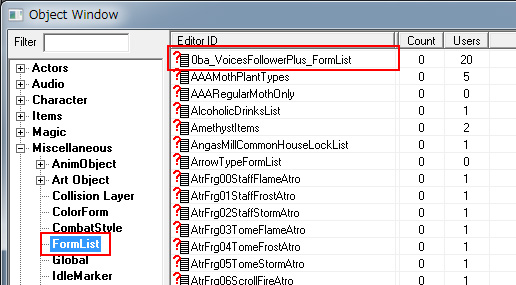 Object Window
Filter
Actors
Audio
Character
Items
Magic
Miscellaneous
AnimObject
Art Object
Collision Layer
ColorForm
CombatStyle
FormList
Global
IdleMarker
Editor ID Count Users
0ba_VoicesFollowerPlus_FormList 0 20
AAAMothPlantTypes 0 5
AAARegularMothOnly 0 0
AlcoholicDrinksList 0 1
AmethystItems 0 2
AngasMillCommonHouseLockList 0 1
ArrowTypeFormList 0 0
AtrFrg00StaffFlameAtro 0 1
AtrFrg01StaffFrostAtro 0 1
AtrFrg02StaffStormAtro 0 1
AtrFrg03TomeFlameAtro 0 1
AtrFrg04TomeFrostAtro 0 1
AtrFrg05TomeStormAtro 0 1
AtrFrg06ScrollFireAtro 0 1